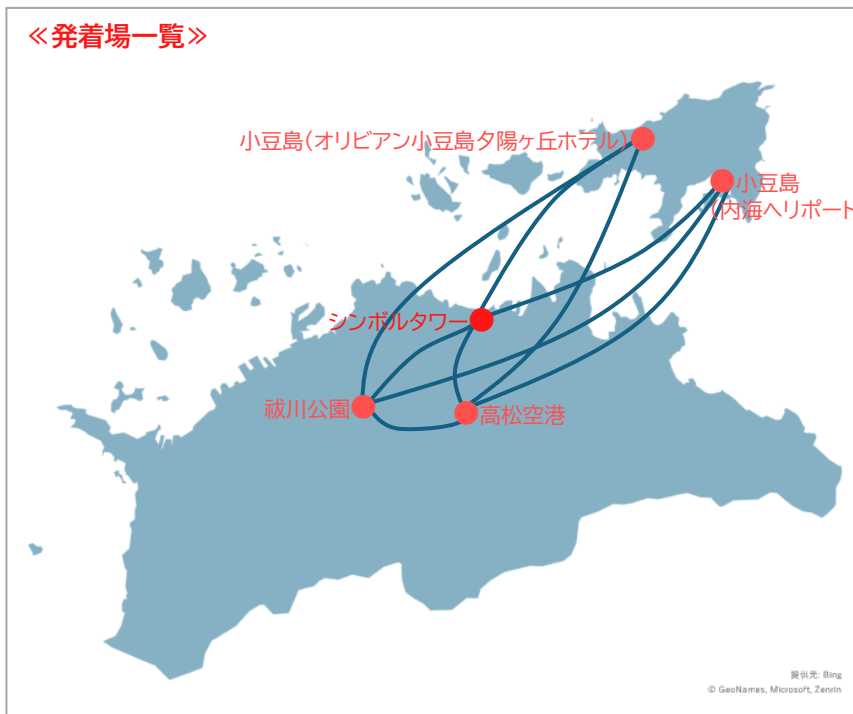 ≪発着場一覧≫
小豆島(オリビアン小豆島夕陽ヶ丘ホテル)
小豆島
(内海ヘリポート
シンボルタワー
祓川公園
高松空港
提供元: Bing
© GeoNames, Microsoft, Zenrin